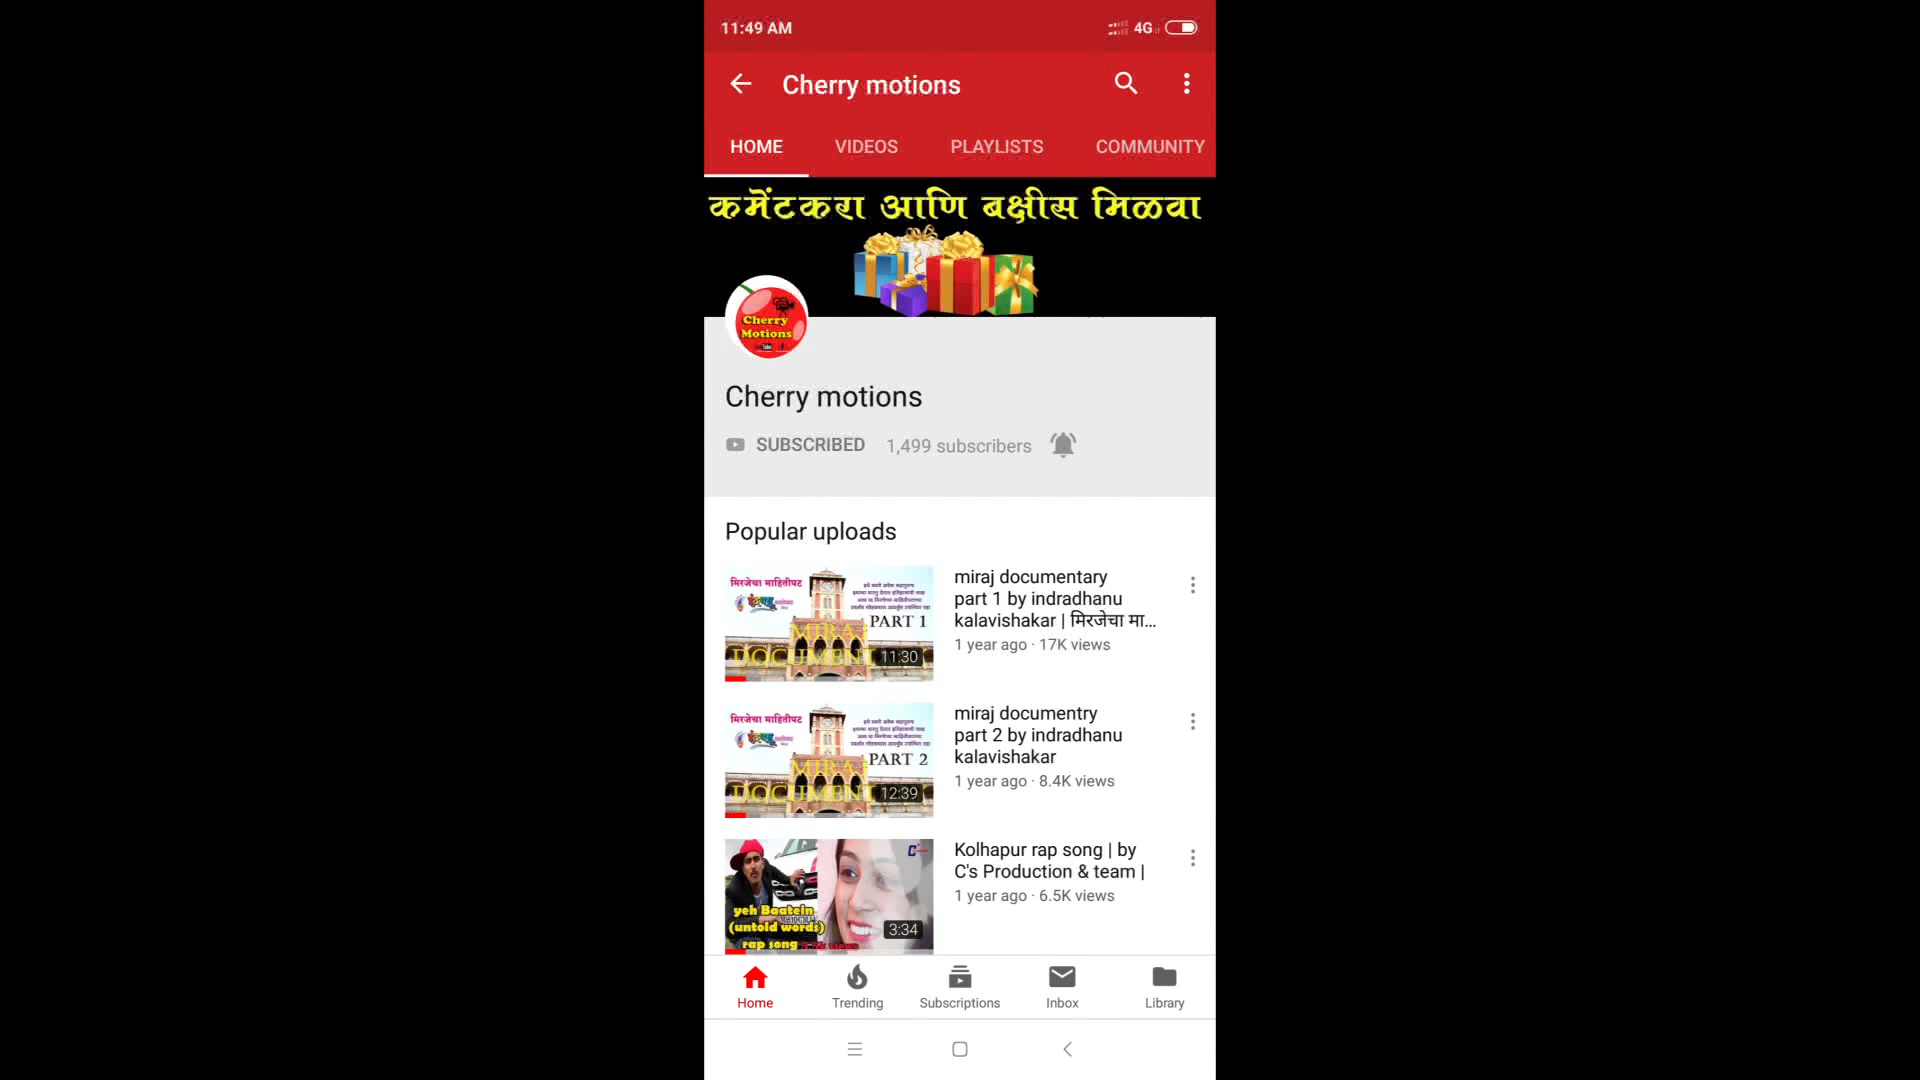 11:49 AM
4G
Cherry motions
HOME
VIDEOS
PLAYLISTS
COMMUNITY
कमेंटकरा आणि बक्षीस मिळवा
Cherry
Motions
Cherry motions
SUBSCRIBED
1,499 subscribers
Popular uploads
मिरजेचा माहितीपट
PART 1
MIRAJ
DOCUMENT
11:30
miraj documentary
part 1 by indradhanu
kalavishakar | मिरजेचा मा...
1 year ago · 17K views
मिरजेचा माहितीपट
PART 2
MIRAJ
DOCUMENT
12:39
miraj documentry
part 2 by indradhanu
kalavishakar
1 year ago · 8.4K views
yeh Baatein
(untold words)
rap song
3:34
Kolhapur rap song | by
C's Production & team |
1 year ago · 6.5K views
Home
Trending
Subscriptions
Inbox
Library